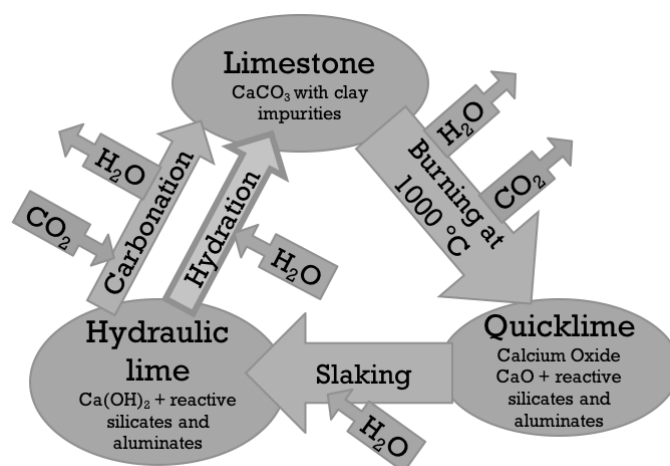 Limestone
CaCO₃ with clay
impurities
H₂O
CO₂
Burning at
1000 °C
Quicklime
Calcium Oxide
CaO + reactive
silicates and
aluminates
Slaking
H₂O
Hydraulic
lime
Ca(OH)₂ + reactive
silicates and
aluminates
Carbonation
CO₂
H₂O
Hydration
H₂O